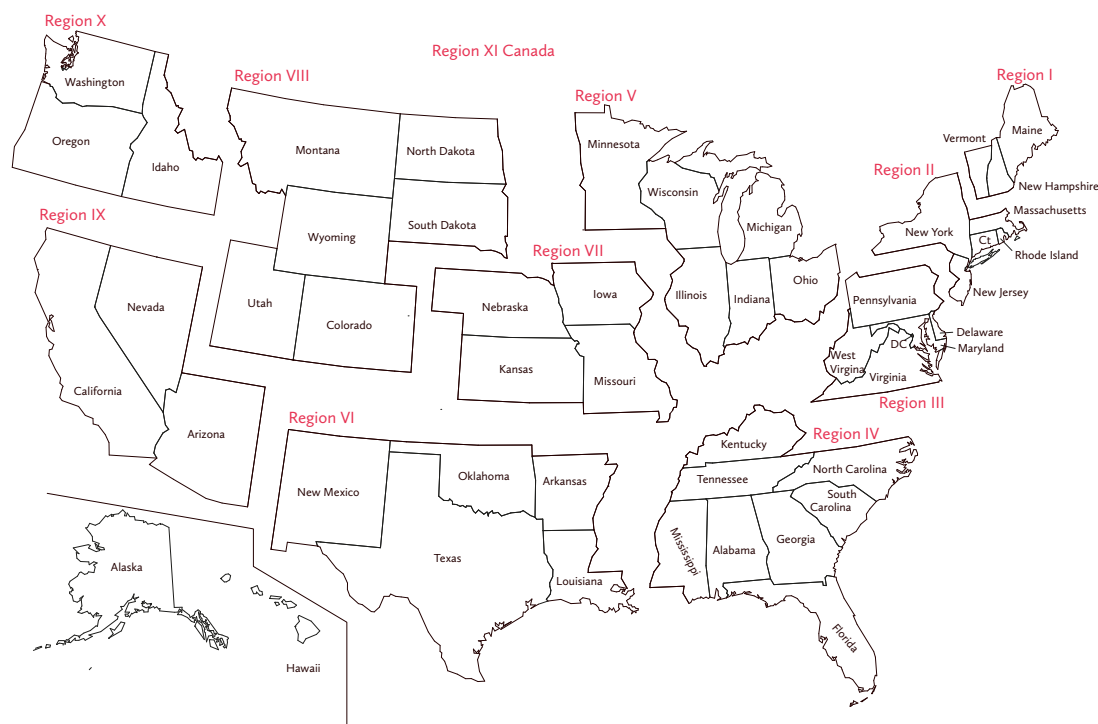 Region X
Region XI Canada
Region VIII
Region I
Washington
Region V
Oregon
Idaho
Montana
North Dakota
Minnesota
Vermont
Maine
Region II
New Hampshire
Wisconsin
Region IX
South Dakota
Michigan
New York
Massachusetts
Wyoming
Region VII
Ct
Rhode Island
Nevada
Utah
Colorado
Nebraska
Iowa
Illinois
Indiana
Ohio
Pennsylvania
New Jersey
Kansas
Missouri
DC
Delaware
Maryland
West
Virgina
Virginia
California
Arizona
Region III
Region VI
Kentucky
Region IV
New Mexico
Oklahoma
Arkansas
Tennessee
North Carolina
South
Carolina
Texas
Louisiana
Mississippi
Alabama
Georgia
Alaska
Florida
Hawaii